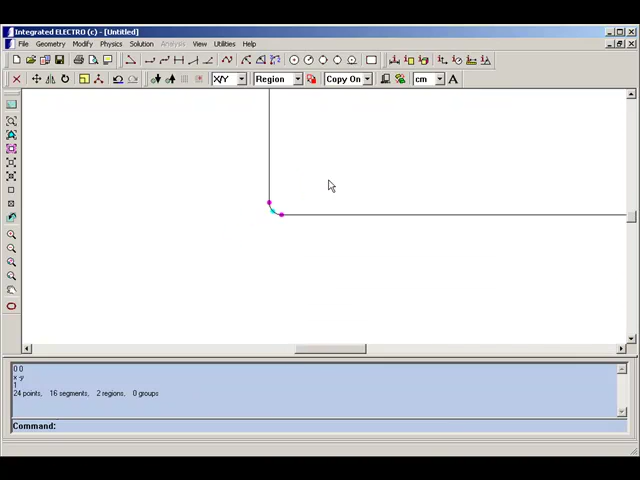 Integrated ELECTRO (c) - [Untitled]
File Geometry Modify Physics Solution Analysis View Utilities Help
X/Y Region Copy On cm A
0 0
x -y
1
24 points, 16 segments, 2 regions, 0 groups
Command: